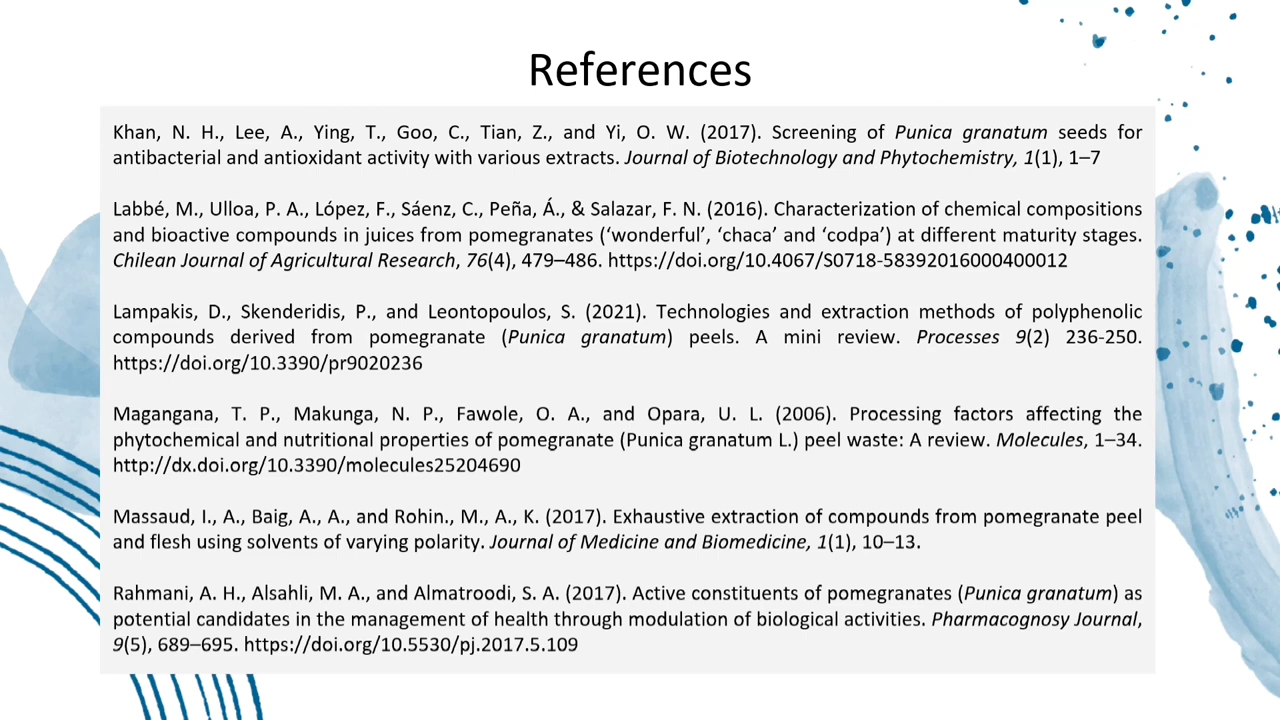 References
Khan, N. H., Lee, A., Ying, T., Goo, C., Tian, Z., and Yi, O. W. (2017). Screening of Punica granatum seeds for
antibacterial and antioxidant activity with various extracts. Journal of Biotechnology and Phytochemistry, 1(1), 1–7
Labbé, M., Ulloa, P. A., López, F., Sáenz, C., Peña, Á., & Salazar, F. N. (2016). Characterization of chemical compositions
and bioactive compounds in juices from pomegranates (‘wonderful’, ‘chaca’ and ‘codpa’) at different maturity stages.
Chilean Journal of Agricultural Research, 76(4), 479–486. https://doi.org/10.4067/S0718-58392016000400012
Lampakis, D., Skenderidis, P., and Leontopoulos, S. (2021). Technologies and extraction methods of polyphenolic
compounds derived from pomegranate (Punica granatum) peels. A mini review. Processes 9(2) 236-250.
https://doi.org/10.3390/pr9020236
Magangana, T. P., Makunga, N. P., Fawole, O. A., and Opara, U. L. (2006). Processing factors affecting the
phytochemical and nutritional properties of pomegranate (Punica granatum L.) peel waste: A review. Molecules, 1–34.
http://dx.doi.org/10.3390/molecules25204690
Massaud, I., A., Baig, A., A., and Rohin., M., A., K. (2017). Exhaustive extraction of compounds from pomegranate peel
and flesh using solvents of varying polarity. Journal of Medicine and Biomedicine, 1(1), 10–13.
Rahmani, A. H., Alsahli, M. A., and Almatroodi, S. A. (2017). Active constituents of pomegranates (Punica granatum) as
potential candidates in the management of health through modulation of biological activities. Pharmacognosy Journal,
9(5), 689–695. https://doi.org/10.5530/pj.2017.5.109